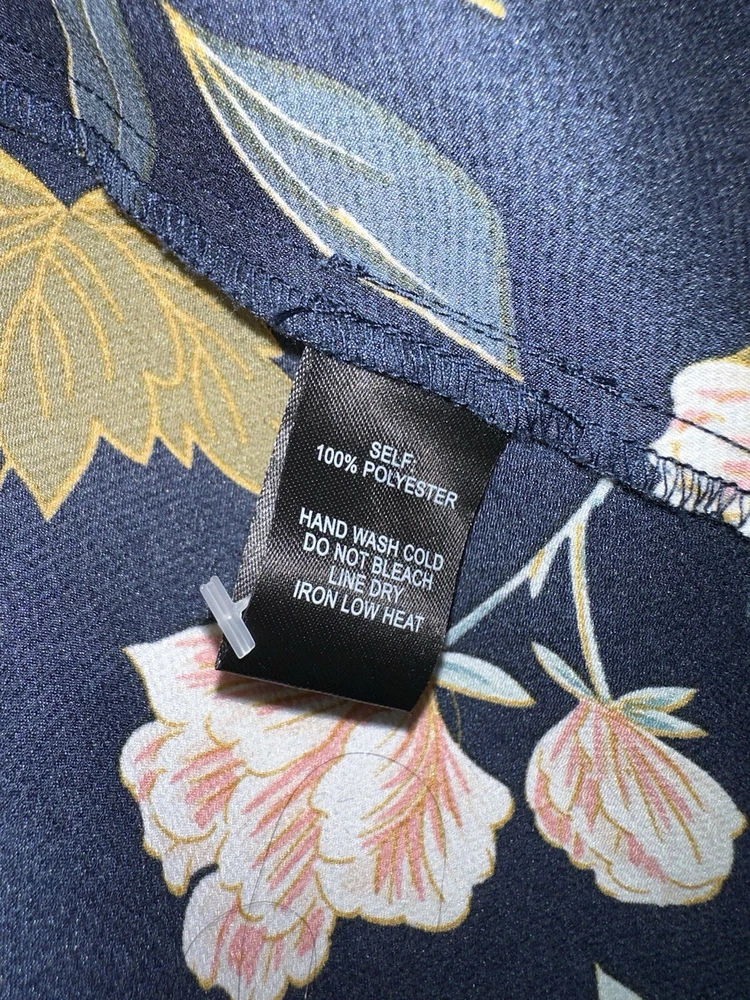 SELF:
100% POLYESTER
HAND WASH COLD
DO NOT BLEACH
LINE DRY
IRON LOW HEAT